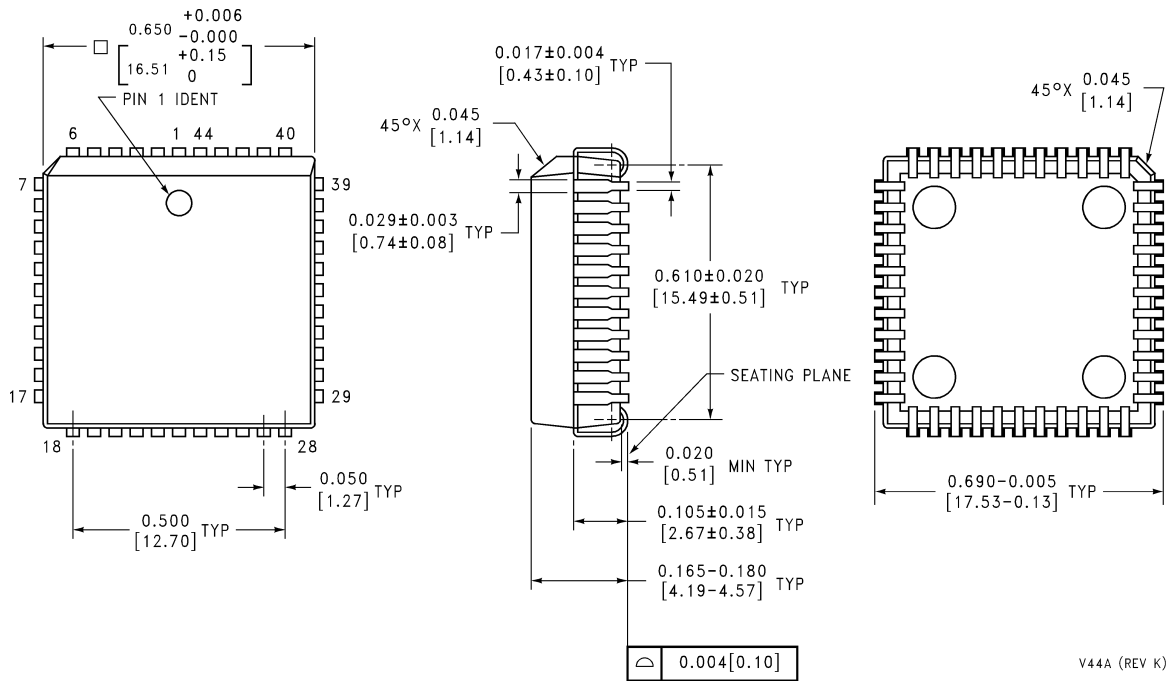 +0.006
0.650 -0.000
+0.15
16.51 0
PIN 1 IDENT
6 1 44 40
7 39
17 29
18 28
0.050
[1.27] TYP
0.500
[12.70] TYP
0.017±0.004
[0.43±0.10] TYP
45°X 0.045
[1.14]
0.029±0.003
[0.74±0.08] TYP
0.610±0.020
[15.49±0.51] TYP
SEATING PLANE
0.020
[0.51] MIN TYP
0.105±0.015
[2.67±0.38] TYP
0.165-0.180
[4.19-4.57] TYP
0.004[0.10]
45°X 0.045
[1.14]
0.690-0.005
[17.53-0.13] TYP
V44A (REV K)